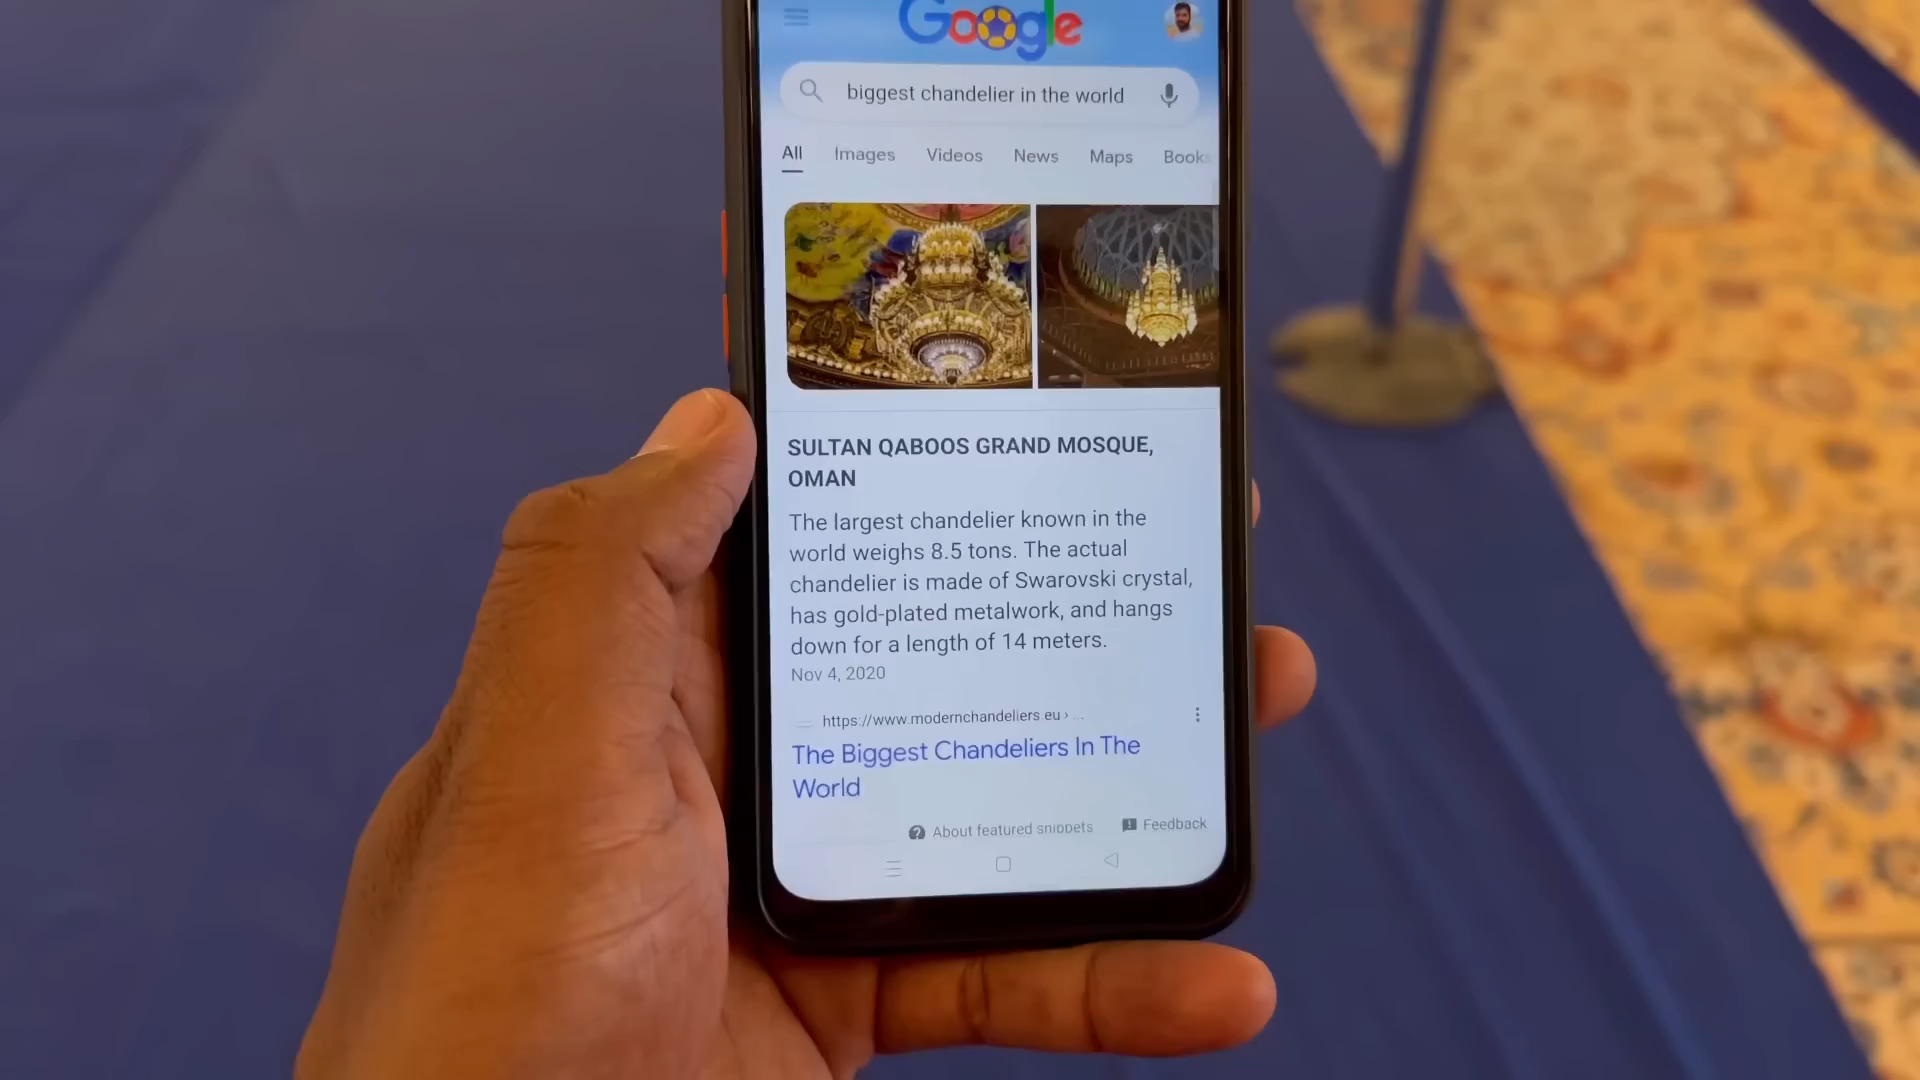 Google
biggest chandelier in the world
All Images Videos News Maps Book
SULTAN QABOOS GRAND MOSQUE,
OMAN
The largest chandelier known in the
world weighs 8.5 tons. The actual
chandelier is made of Swarovski crystal,
has gold-plated metalwork, and hangs
down for a length of 14 meters.
Nov 4, 2020
https://www.modernchandeliers.eu › ...
The Biggest Chandeliers In The
World
About featured snippets Feedback